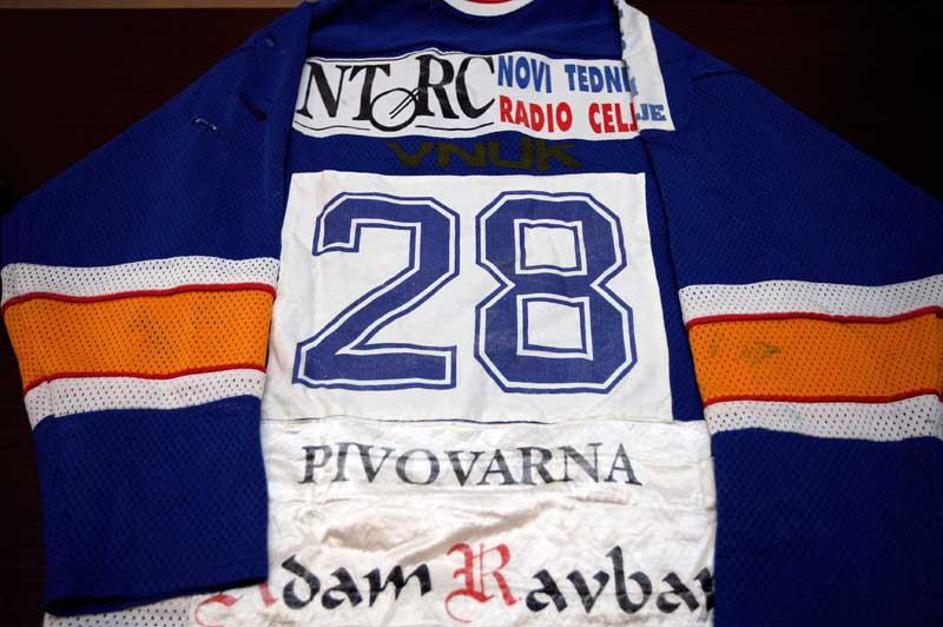 NT&RC NOVI TEDNIK
RADIO CELJE
VNUK
28
PIVOVARNA
Adam Ravbar